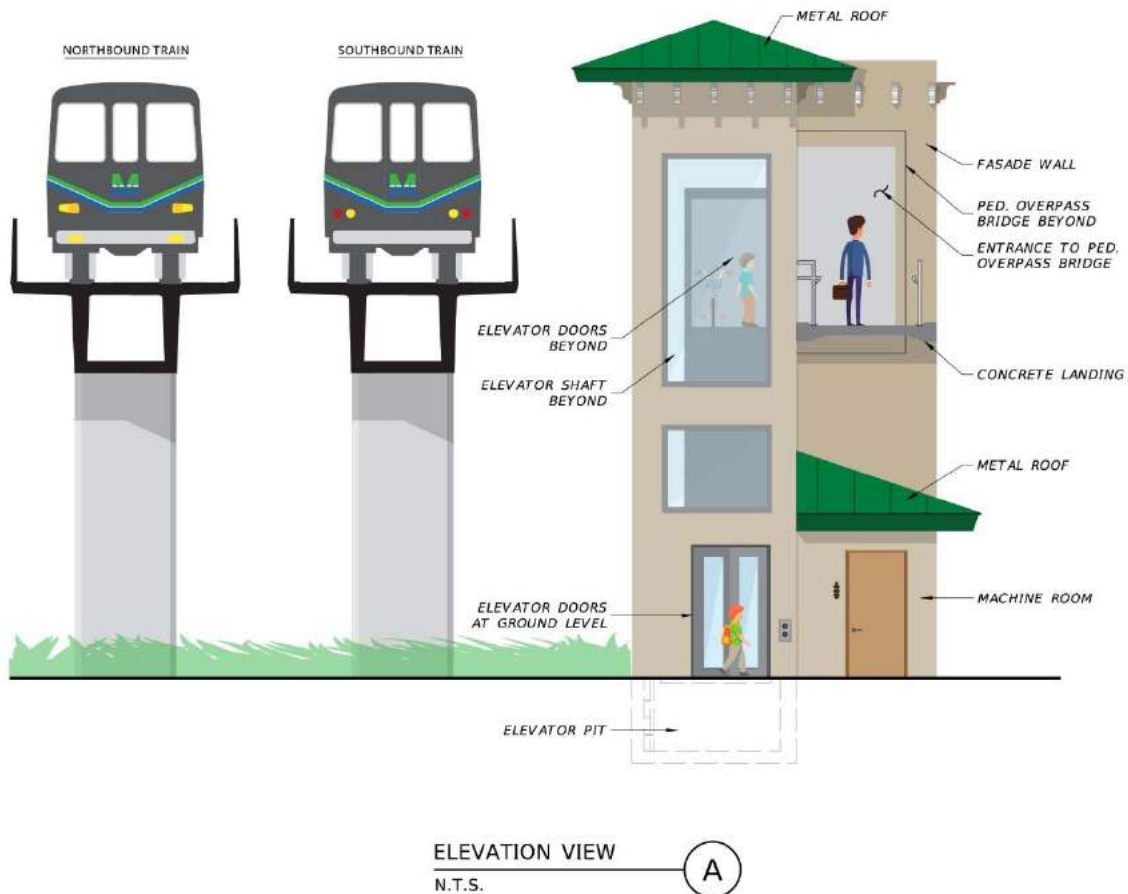 METAL ROOF
NORTHBOUND TRAIN
SOUTHBOUND TRAIN
FASADE WALL
PED. OVERPASS
BRIDGE BEYOND
ENTRANCE TO PED.
OVERPASS BRIDGE
ELEVATOR DOORS
BEYOND
ELEVATOR SHAFT
BEYOND
CONCRETE LANDING
METAL ROOF
ELEVATOR DOORS
AT GROUND LEVEL
MACHINE ROOM
ELEVATOR PIT
ELEVATION VIEW
A
N.T.S.